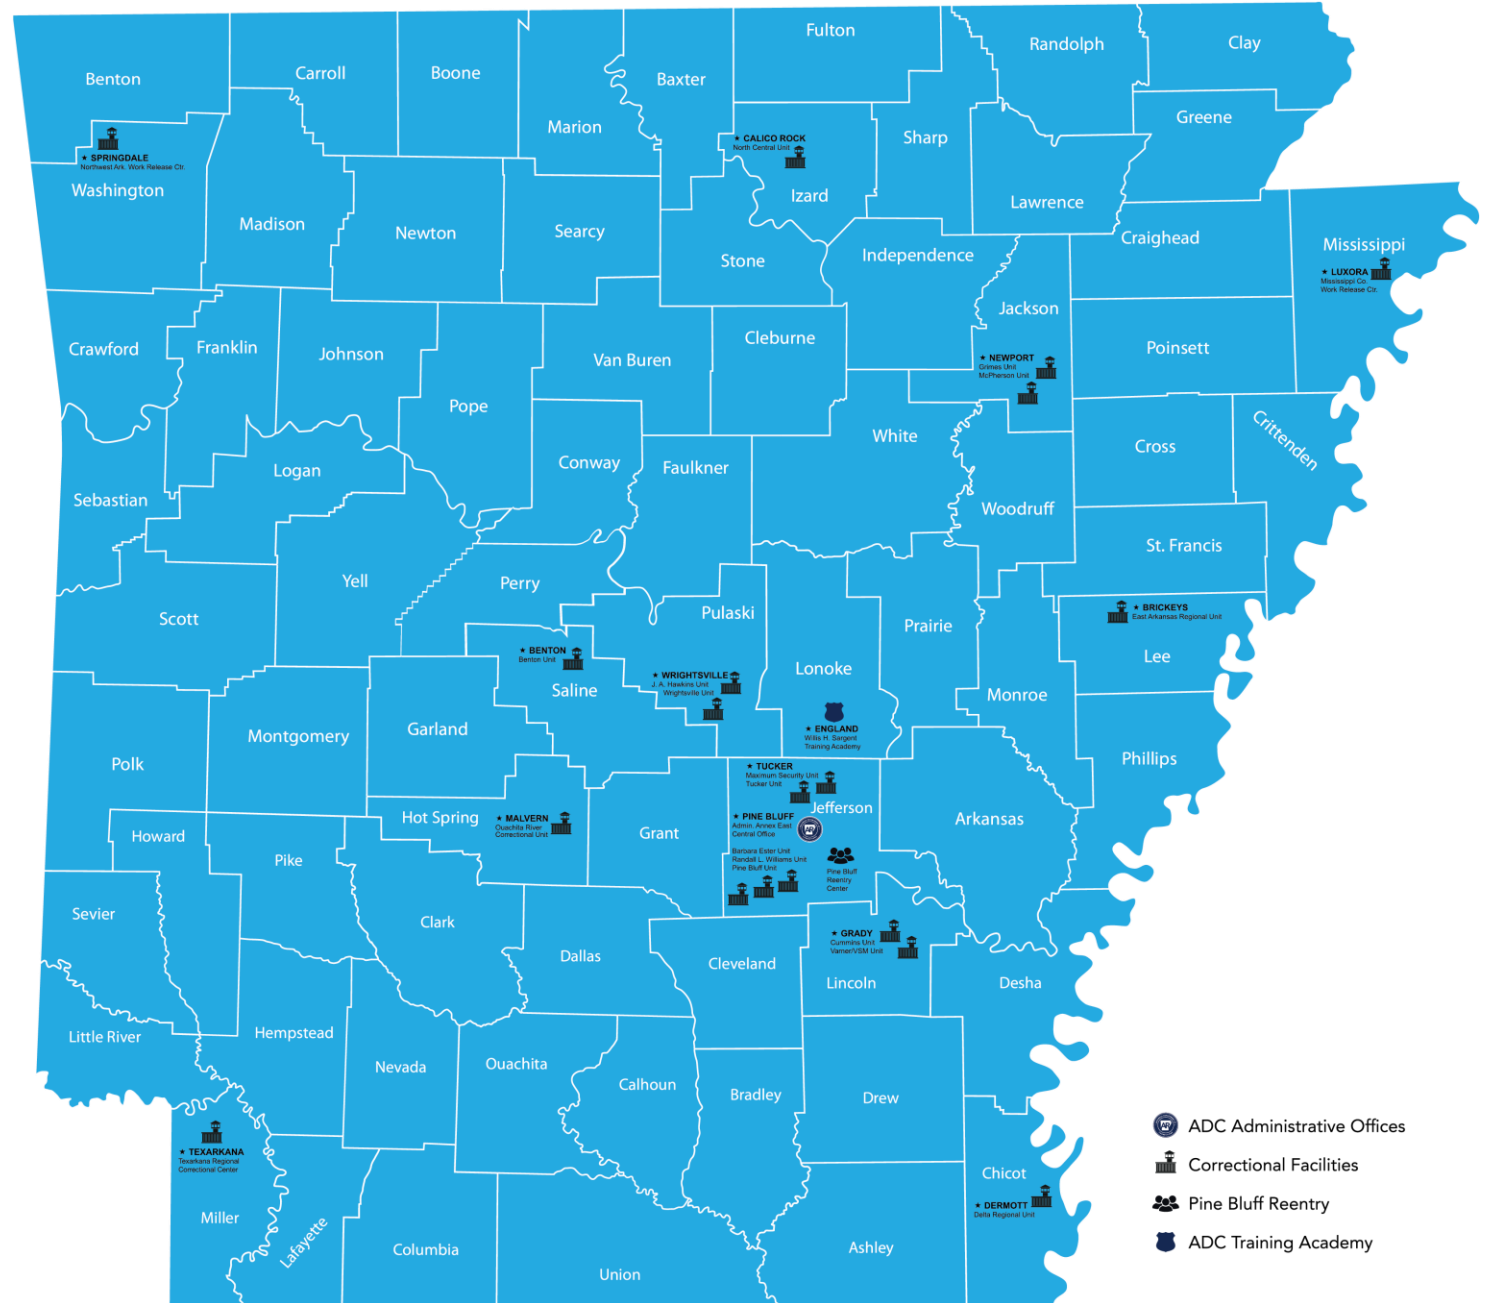 Fulton
Randolph
Clay
Benton
Carroll
Boone
Baxter
Marion
Greene
Sharp
★ CALICO ROCK
North Central Unit
Izard
★ SPRINGDALE
Northwest Ark. Work Release Ctr.
Washington
Madison
Newton
Searcy
Lawrence
Stone
Independence
Craighead
Mississippi
★ LUXORA
Mississippi Co.
Work Release Ctr.
Jackson
Crawford
Franklin
Johnson
Van Buren
Cleburne
Poinsett
★ NEWPORT
Grimes Unit
McPherson Unit
Pope
White
Cross
Crittenden
Conway
Faulkner
Logan
Sebastian
Woodruff
St. Francis
Yell
Perry
Scott
Pulaski
Prairie
★ BRICKEYS
East Arkansas Regional Unit
Lee
★ BENTON
Benton Unit
Saline
★ WRIGHTSVILLE
J. A. Hawkins Unit
Wrightsville Unit
Lonoke
Monroe
★ ENGLAND
Willis H. Sargent
Training Academy
Garland
Montgomery
Polk
Phillips
★ TUCKER
Maximum Security Unit
Tucker Unit
Jefferson
★ PINE BLUFF
Admin. Annex East
Central Office
Barbara Ester Unit
Randall L. Williams Unit
Pine Bluff Unit
Pine Bluff
Reentry
Center
Arkansas
Hot Spring
★ MALVERN
Ouachita River
Correctional Unit
Grant
Howard
Pike
Sevier
Clark
Dallas
Cleveland
★ GRADY
Cummins Unit
Varner/VSM Unit
Lincoln
Desha
Little River
Hempstead
Nevada
Ouachita
Calhoun
Bradley
Drew
★ TEXARKANA
Texarkana Regional
Correctional Center
Miller
Lafayette
Columbia
Union
Ashley
Chicot
★ DERMOTT
Delta Regional Unit
ADC Administrative Offices
Correctional Facilities
Pine Bluff Reentry
ADC Training Academy